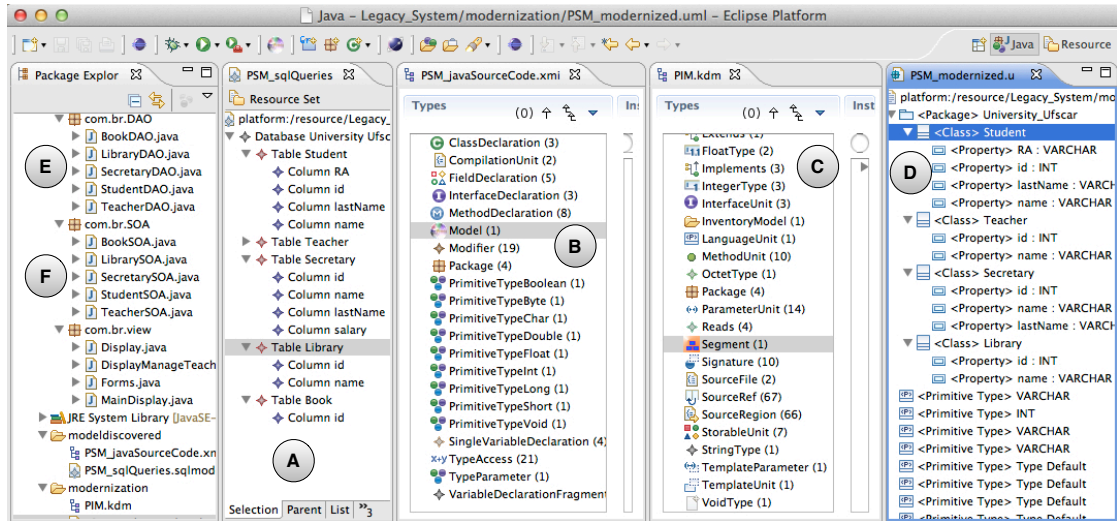 Java – Legacy_System/modernization/PSM_modernized.uml – Eclipse Platform
Java
Resource
Package Explor
E
F
com.br.DAO
BookDAO.java
LibraryDAO.java
SecretaryDAO.java
StudentDAO.java
TeacherDAO.java
com.br.SOA
BookSOA.java
LibrarySOA.java
SecretarySOA.java
StudentSOA.java
TeacherSOA.java
com.br.view
Display.java
DisplayManageTeach
Forms.java
MainDisplay.java
JRE System Library [JavaSE-
modeldiscovered
PSM_javaSourceCode.xn
PSM_sqlQueries.sqlmod
modernization
PIM.kdm
PSM_sqlQueries
Resource Set
platform:/resource/Legacy_
Database University Ufsc
Table Student
Column RA
Column id
Column lastName
Column name
Table Teacher
Table Secretary
Column id
Column name
Column lastName
Column salary
Table Library
Column id
Column name
Table Book
Column id
A
Selection Parent List »3
PSM_javaSourceCode.xmi
Types
Ins
(0)
ClassDeclaration (3)
CompilationUnit (2)
FieldDeclaration (5)
InterfaceDeclaration (3)
MethodDeclaration (8)
Model (1)
B
Modifier (19)
Package (4)
PrimitiveTypeBoolean (1)
PrimitiveTypeByte (1)
PrimitiveTypeChar (1)
PrimitiveTypeDouble (1)
PrimitiveTypeFloat (1)
PrimitiveTypeInt (1)
PrimitiveTypeLong (1)
PrimitiveTypeShort (1)
PrimitiveTypeVoid (1)
SingleVariableDeclaration (4)
x+y TypeAccess (21)
TypeParameter (1)
VariableDeclarationFragment
PIM.kdm
Types
Inst
(0)
Extends (1)
FloatType (2)
C
Implements (3)
IntegerType (3)
InterfaceUnit (3)
InventoryModel (1)
LanguageUnit (1)
MethodUnit (10)
OctetType (1)
Package (4)
ParameterUnit (14)
Reads (4)
Segment (1)
Signature (10)
SourceFile (2)
SourceRef (67)
SourceRegion (66)
StorableUnit (7)
StringType (1)
TemplateParameter (1)
TemplateUnit (1)
VoidType (1)
PSM_modernized.u
platform:/resource/Legacy_System/mo
<Package> University_Ufscar
<Class> Student
D
<Property> RA : VARCHAR
<Property> id : INT
<Property> lastName : VARCH
<Property> name : VARCHAR
<Class> Teacher
<Property> id : INT
<Property> name : VARCHAR
<Class> Secretary
<Property> id : INT
<Property> name : VARCHAR
<Property> lastName : VARCH
<Class> Library
<Property> id : INT
<Property> name : VARCHAR
<Primitive Type> VARCHAR
<Primitive Type> INT
<Primitive Type> VARCHAR
<Primitive Type> VARCHAR
<Primitive Type> Type Default
<Primitive Type> Type Default
<Primitive Type> Type Default
<Primitive Type> Type Default